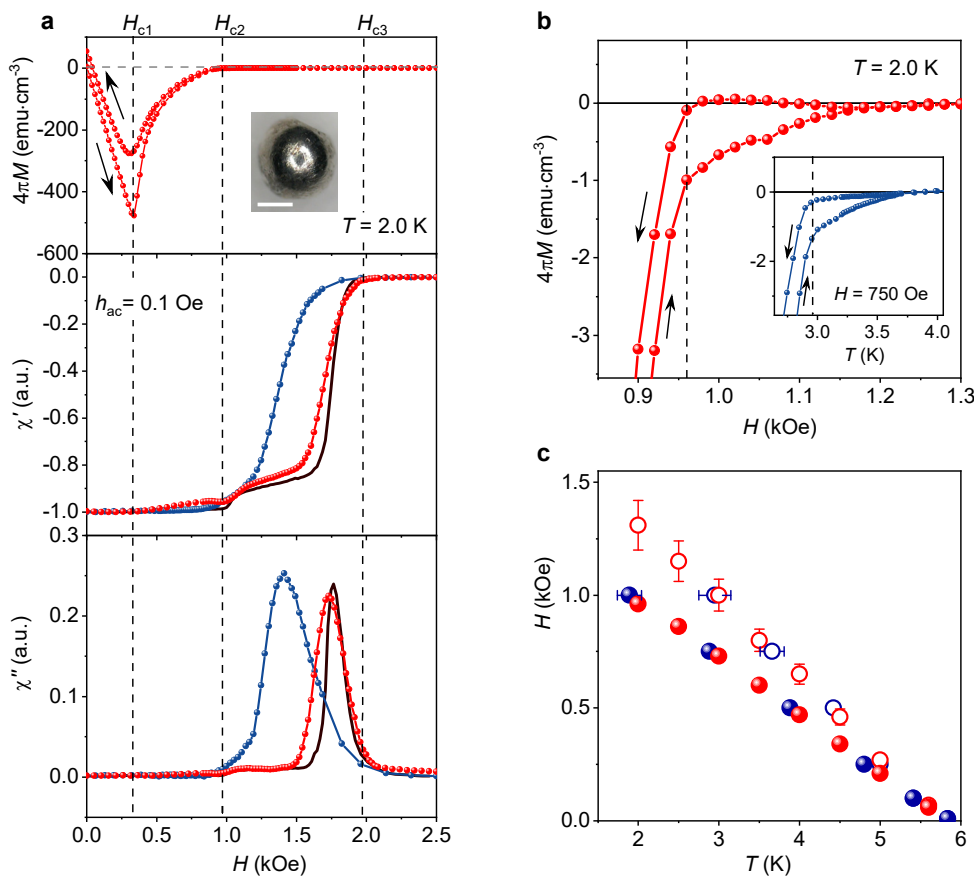 a
H_c1 H_c2 H_c3
0
-200
-400
-600
4πM (emu·cm⁻³)
T = 2.0 K
0.0
-0.2
-0.4
-0.6
-0.8
-1.0
χ' (a.u.)
h_ac = 0.1 Oe
0.3
0.2
0.1
0.0
χ'' (a.u.)
0.0 0.5 1.0 1.5 2.0 2.5
H (kOe)
b
T = 2.0 K
0
-1
-2
-3
4πM (emu·cm⁻³)
0
-2
H = 750 Oe
3.0 3.5 4.0
T (K)
0.9 1.0 1.1 1.2 1.3
H (kOe)
c
1.5
1.0
0.5
0.0
H (kOe)
2 3 4 5 6
T (K)